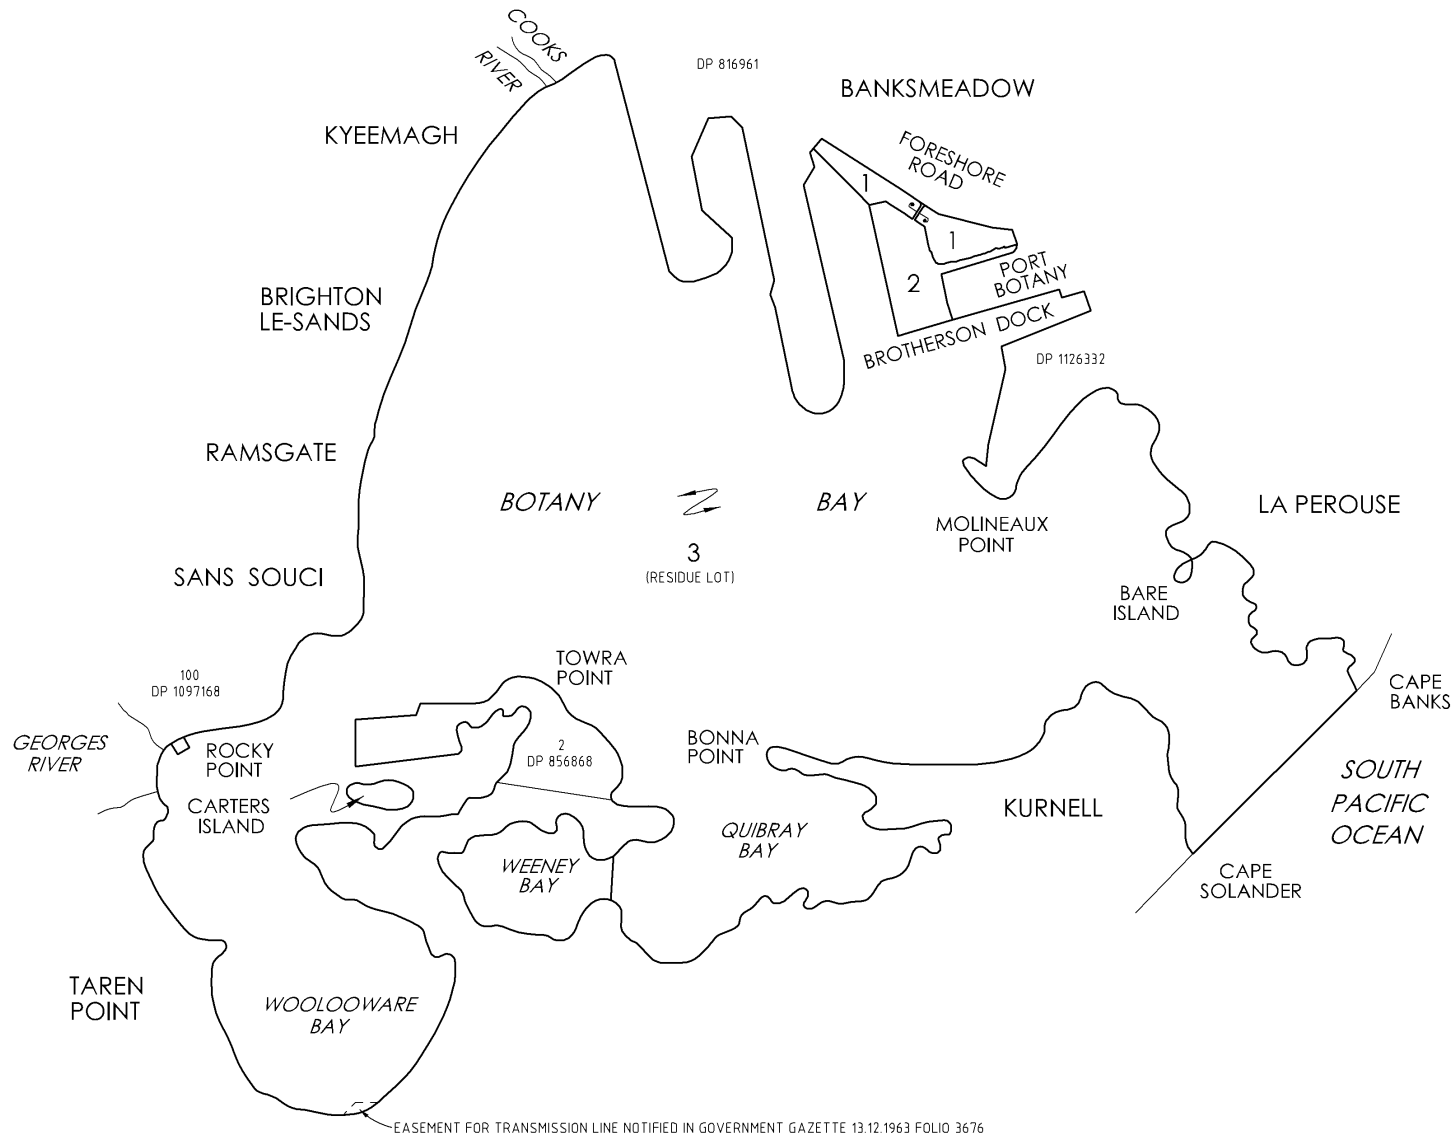 COOKS
RIVER
DP 816961
BANKSMEADOW
KYEEMAGH
FORESHORE
ROAD
1
1
2
PORT
BOTANY
BROTHERSON DOCK
DP 1126332
BRIGHTON
LE-SANDS
RAMSGATE
BOTANY BAY
3
(RESIDUE LOT)
MOLINEAUX
POINT
LA PEROUSE
SANS SOUCI
BARE
ISLAND
100
DP 1097168
TOWRA
POINT
CAPE
BANKS
GEORGES
RIVER
ROCKY
POINT
2
DP 856868
BONNA
POINT
SOUTH
PACIFIC
OCEAN
CARTERS
ISLAND
KURNELL
QUIBRAY
BAY
WEENEY
BAY
CAPE
SOLANDER
TAREN
POINT
WOOLOOWARE
BAY
EASEMENT FOR TRANSMISSION LINE NOTIFIED IN GOVERNMENT GAZETTE 13.12.1963 FOLIO 3676